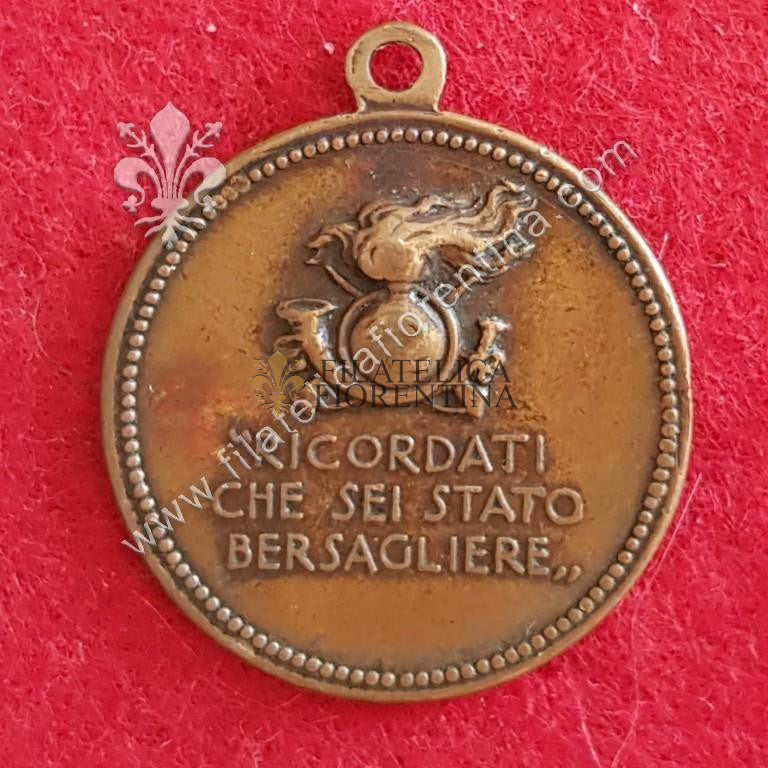 www.filatelicafiorentina.com
FILATELICA
FIORENTINA
"RICORDATI
CHE SEI STATO
BERSAGLIERE„